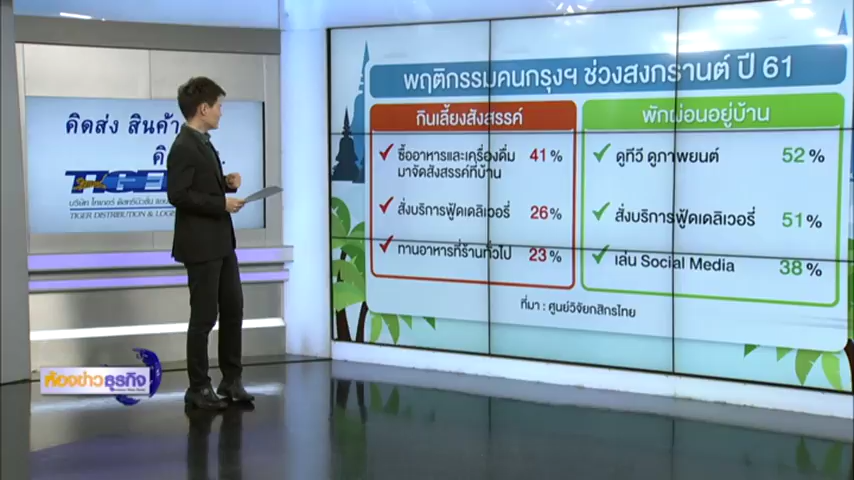 พฤติกรรมคนกรุงฯ ช่วงสงกรานต์ ปี 61
กินเลี้ยงสังสรรค์
ซื้ออาหารและเครื่องดื่ม 41 %
มาจัดสังสรรค์ที่บ้าน
สั่งบริการฟู้ดเดลิเวอรี่ 26 %
ทานอาหารที่ร้านทั่วไป 23 %
พักผ่อนอยู่บ้าน
ดูทีวี ดูภาพยนต์ 52 %
สั่งบริการฟู้ดเดลิเวอรี่ 51 %
เล่น Social Media 38 %
ที่มา : ศูนย์วิจัยกสิกรไทย
คิดส่ง สินค้า
TIGER
TIGER DISTRIBUTION & LOGIS
ห้องข่าวธุรกิจ